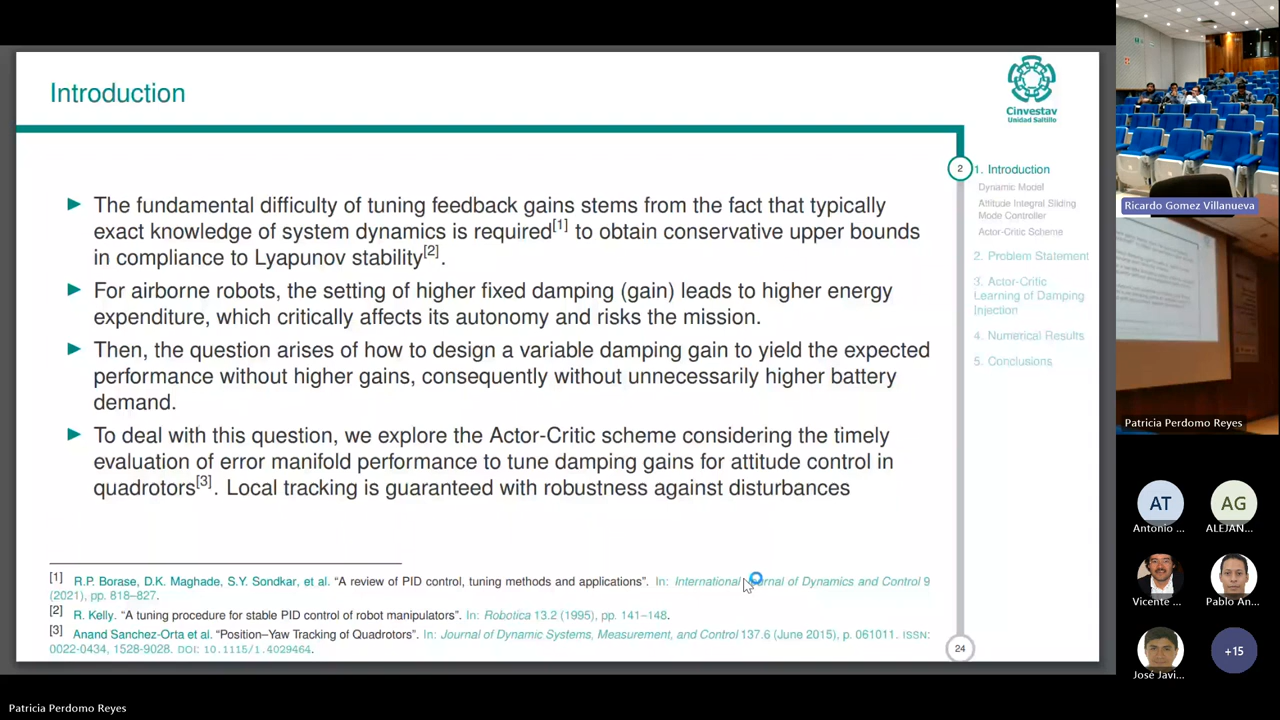 Introduction
Cinvestav
Unidad Saltillo
The fundamental difficulty of tuning feedback gains stems from the fact that typically
exact knowledge of system dynamics is required[1] to obtain conservative upper bounds
in compliance to Lyapunov stability[2].
For airborne robots, the setting of higher fixed damping (gain) leads to higher energy
expenditure, which critically affects its autonomy and risks the mission.
Then, the question arises of how to design a variable damping gain to yield the expected
performance without higher gains, consequently without unnecessarily higher battery
demand.
To deal with this question, we explore the Actor-Critic scheme considering the timely
evaluation of error manifold performance to tune damping gains for attitude control in
quadrotors[3]. Local tracking is guaranteed with robustness against disturbances
[1] R.P. Borase, D.K. Maghade, S.Y. Sondkar, et al. “A review of PID control, tuning methods and applications”. In: International Journal of Dynamics and Control 9
(2021), pp. 818–827.
[2] R. Kelly. “A tuning procedure for stable PID control of robot manipulators”. In: Robotica 13.2 (1995), pp. 141–148.
[3] Anand Sanchez-Orta et al. “Position–Yaw Tracking of Quadrotors”. In: Journal of Dynamic Systems, Measurement, and Control 137.6 (June 2015), p. 061011. ISSN:
0022-0434, 1528-9028. DOI: 10.1115/1.4029464.
2
1. Introduction
Dynamic Model
Attitude Integral Sliding
Mode Controller
Actor-Critic Scheme
2. Problem Statement
3. Actor-Critic
Learning of Damping
Injection
4. Numerical Results
5. Conclusions
24
Ricardo Gomez Villanueva
Patricia Perdomo Reyes
AT
Antonio ...
AG
ALEJAN...
Vicente ...
Pablo An...
José Javi...
+15
Patricia Perdomo Reyes